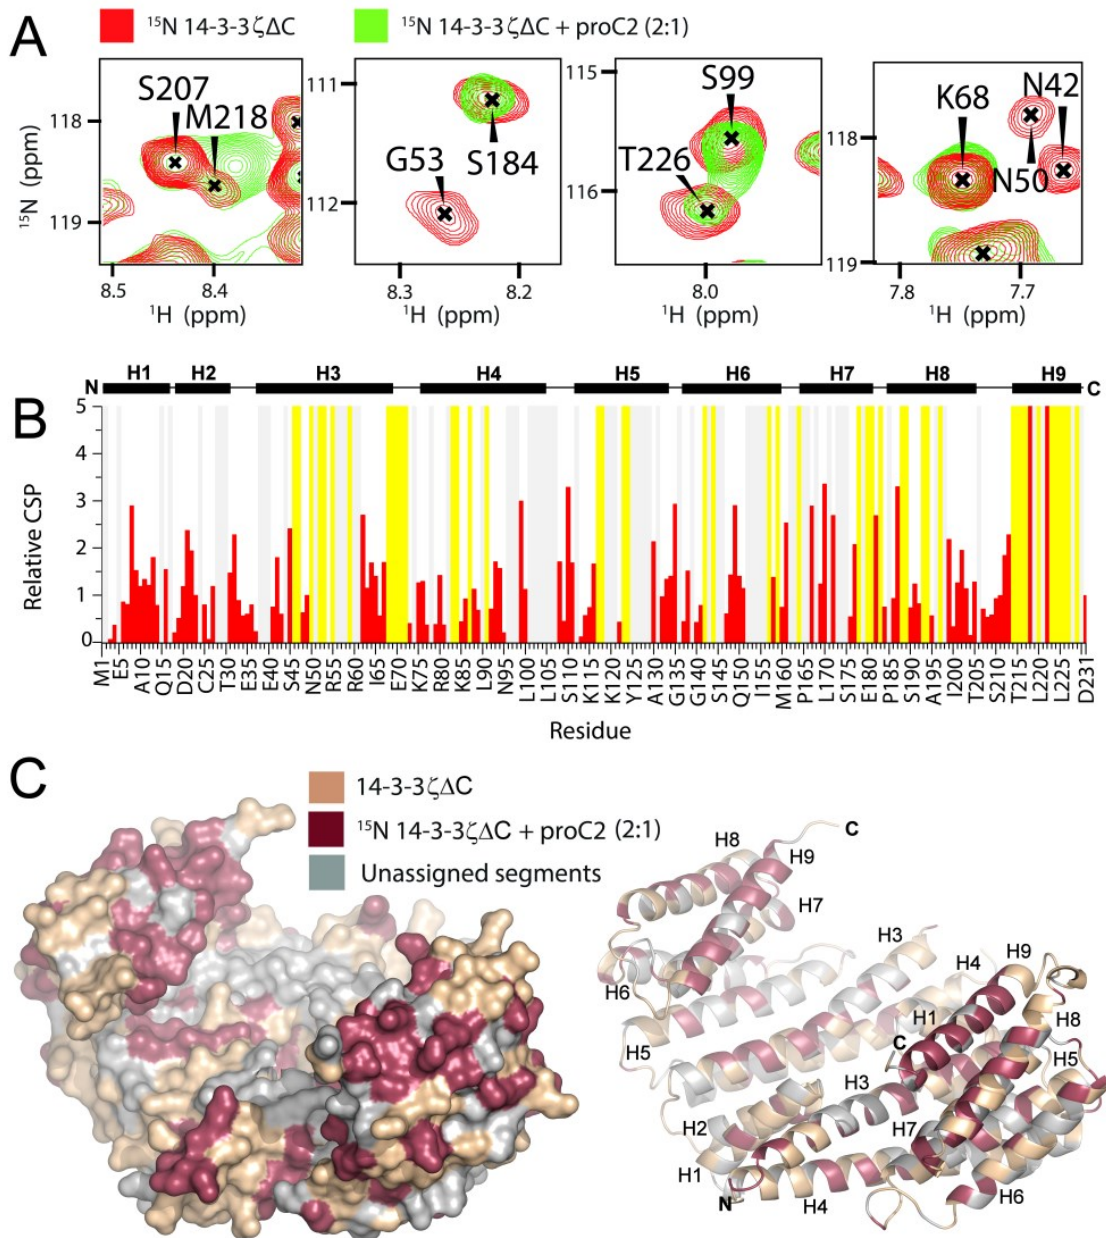 A
15N 14-3-3ζΔC
15N 14-3-3ζΔC + proC2 (2:1)
15N (ppm)
118
119
S207
M218
8.5
8.4
1H (ppm)
111
112
G53
S184
8.3
8.2
1H (ppm)
115
116
S99
T226
8.0
1H (ppm)
118
119
K68
N50
N42
7.8
7.7
1H (ppm)
N H1 H2 H3 H4 H5 H6 H7 H8 H9 C
B
Relative CSP
5
4
3
2
1
0
M1 E5 A10 Q15 D20 C25 T30 E35 E40 S45 N50 R55 R60 I65 E70 K75 R80 K85 L90 N95 L100 L105 S110 K115 K120 Y125 A130 G135 G140 S145 Q150 I155 M160 P165 L170 S175 E180 P185 S190 A195 I200 T205 S210 T215 L220 L225 D231
Residue
C
14-3-3ζΔC
15N 14-3-3ζΔC + proC2 (2:1)
Unassigned segments
H8
C
H9
H7
H6
H3
H4
H9
H5
H1
C
H8
H5
H2
H3
H7
H1
N
H4
H6